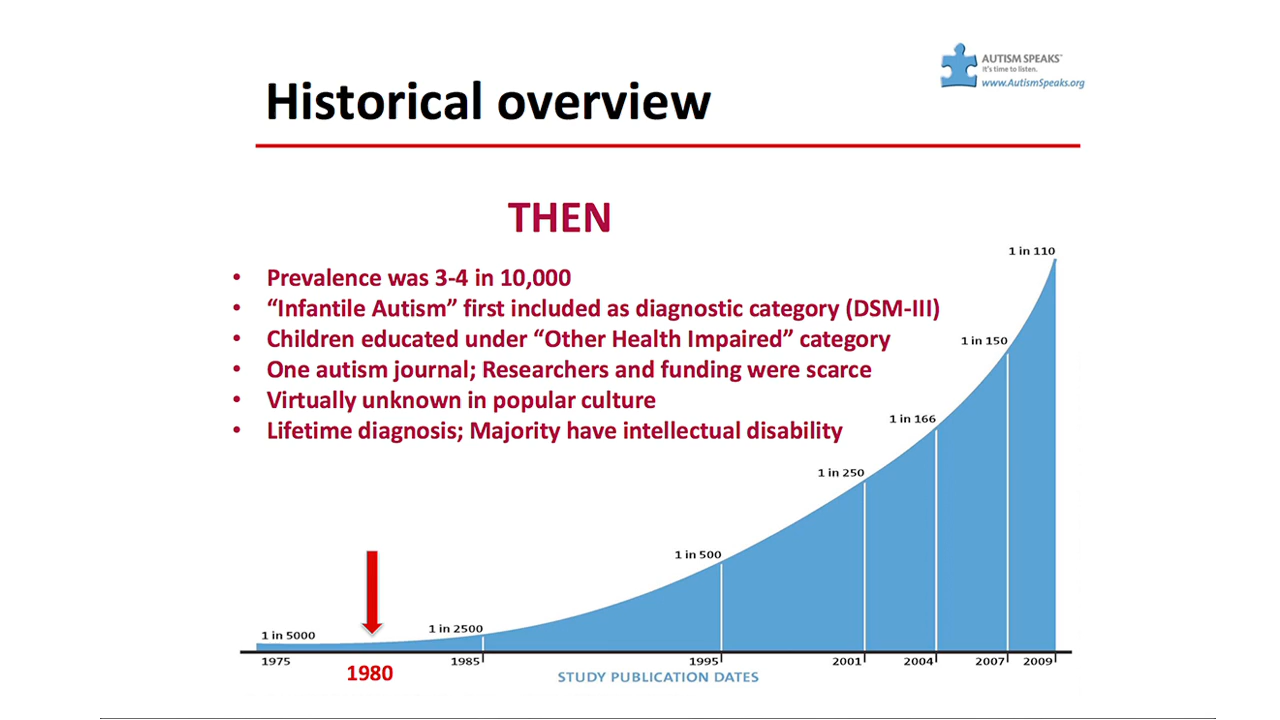 AUTISM SPEAKS™
It's time to listen.
www.AutismSpeaks.org
Historical overview
THEN
• Prevalence was 3-4 in 10,000
• “Infantile Autism” first included as diagnostic category (DSM-III)
• Children educated under “Other Health Impaired” category
• One autism journal; Researchers and funding were scarce
• Virtually unknown in popular culture
• Lifetime diagnosis; Majority have intellectual disability
1 in 110
1 in 150
1 in 166
1 in 250
1 in 500
1 in 2500
1 in 5000
1975
1980
1985
1995
2001
2004
2007
2009
STUDY PUBLICATION DATES